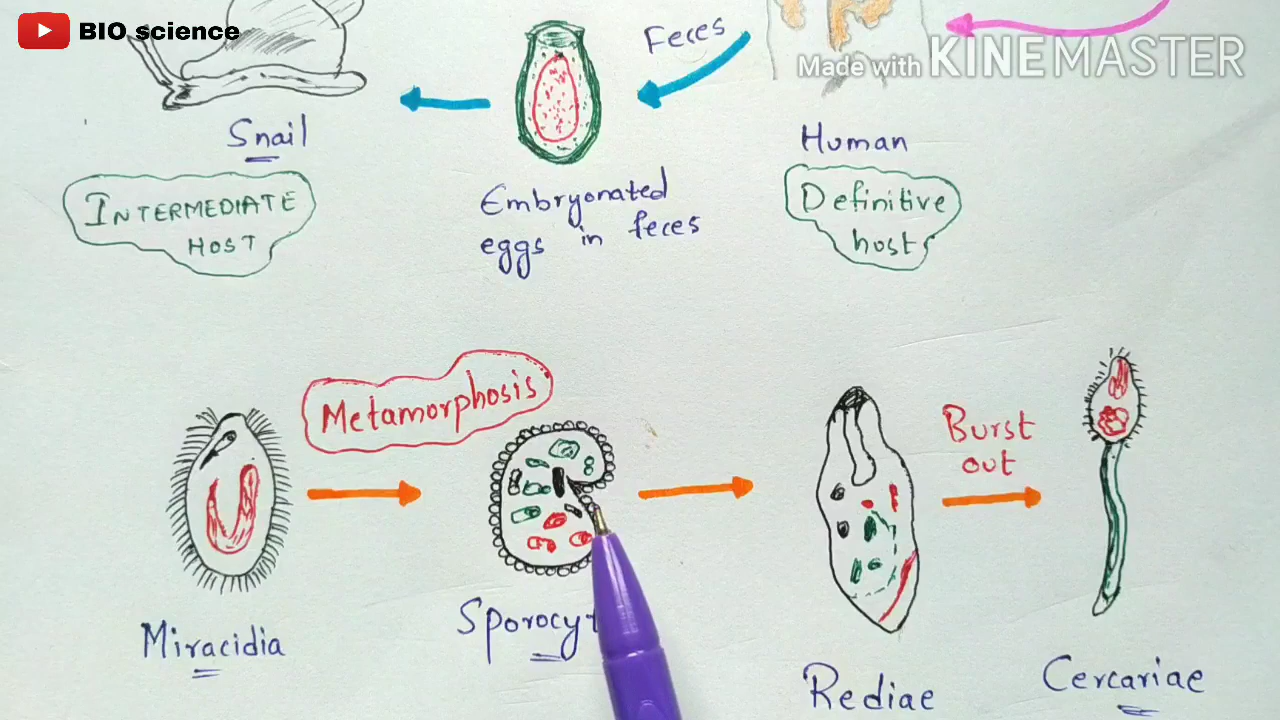 BIO science
Made with KINEMASTER
Feces
Snail
Human
INTERMEDIATE
HOST
Embryonated
eggs in feces
Definitive
host
Metamorphosis
Burst
out
Miracidia
Sporocy
Rediae
Cercariae